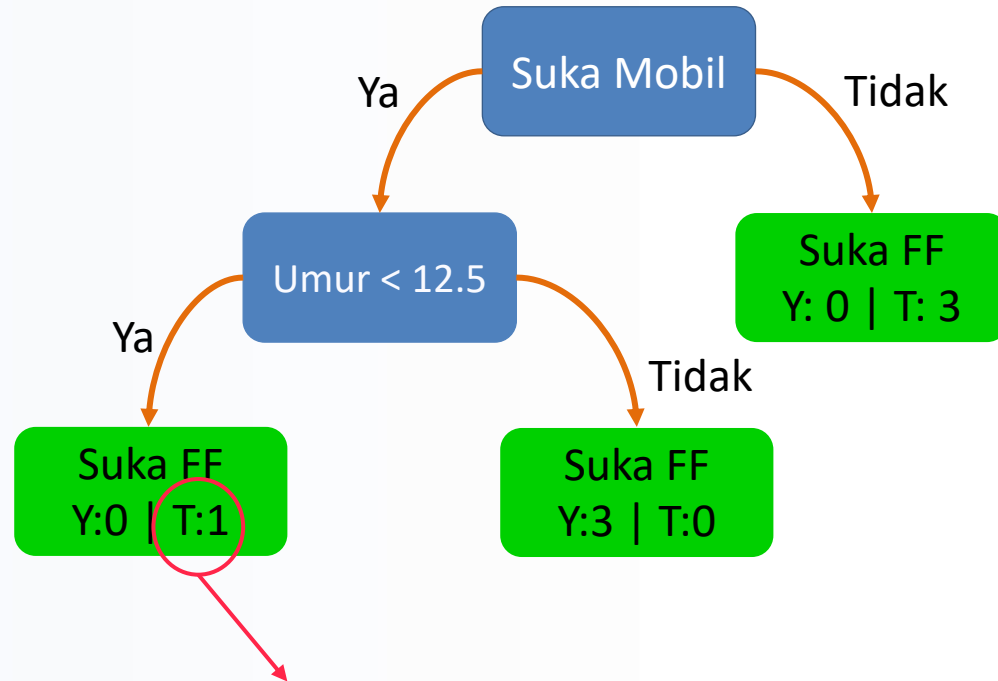 Suka Mobil
Ya
Tidak
Umur < 12.5
Suka FF
Y: 0 | T: 3
Ya
Tidak
Suka FF
Y:0 | T:1
Suka FF
Y:3 | T:0